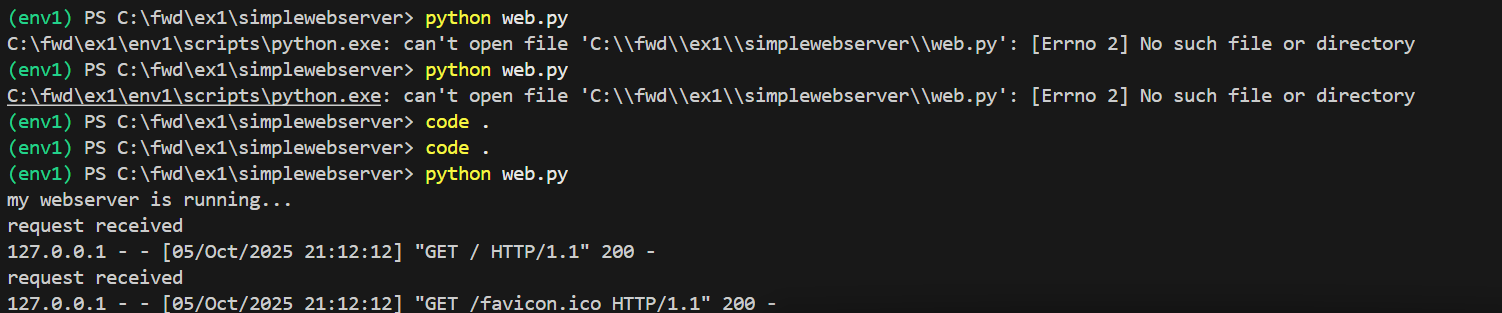 (env1) PS C:\fwd\ex1\simplewebserver> python web.py
C:\fwd\ex1\env1\scripts\python.exe: can't open file 'C:\\fwd\\ex1\\simplewebserver\\web.py': [Errno 2] No such file or directory
(env1) PS C:\fwd\ex1\simplewebserver> python web.py
C:\fwd\ex1\env1\scripts\python.exe: can't open file 'C:\\fwd\\ex1\\simplewebserver\\web.py': [Errno 2] No such file or directory
(env1) PS C:\fwd\ex1\simplewebserver> code .
(env1) PS C:\fwd\ex1\simplewebserver> code .
(env1) PS C:\fwd\ex1\simplewebserver> python web.py
my webserver is running...
request received
127.0.0.1 - - [05/Oct/2025 21:12:12] "GET / HTTP/1.1" 200 -
request received
127.0.0.1 - - [05/Oct/2025 21:12:12] "GET /favicon.ico HTTP/1.1" 200 -